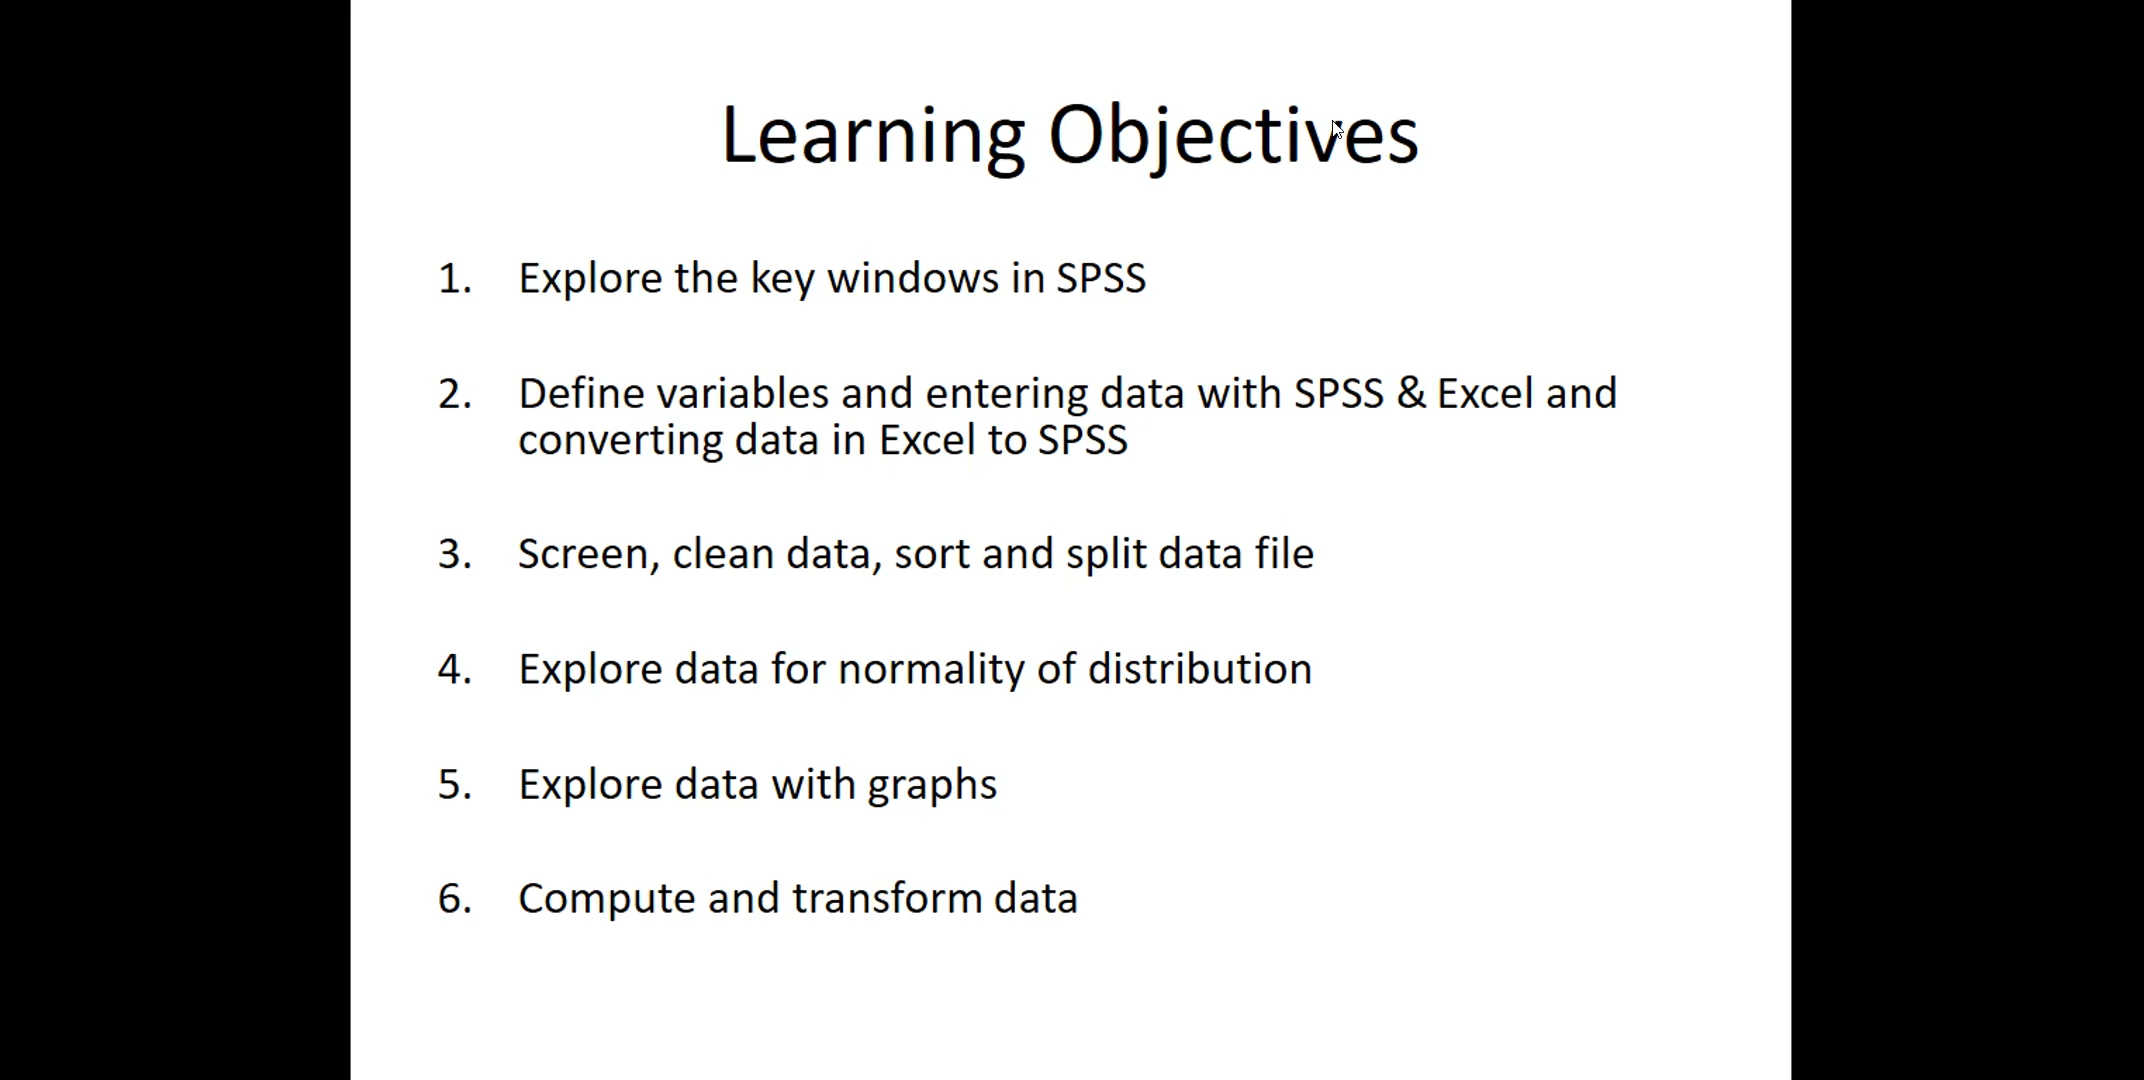 Learning Objectives
1. Explore the key windows in SPSS
2. Define variables and entering data with SPSS & Excel and
converting data in Excel to SPSS
3. Screen, clean data, sort and split data file
4. Explore data for normality of distribution
5. Explore data with graphs
6. Compute and transform data